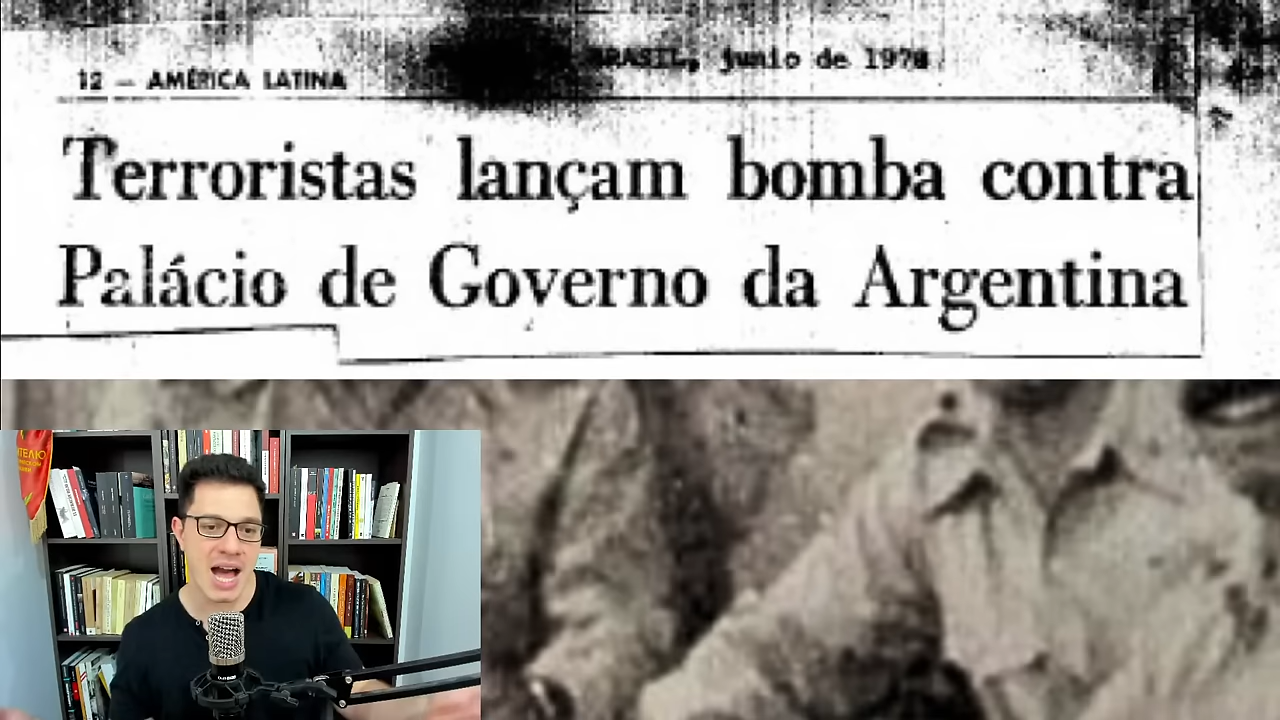 12 — AMÉRICA LATINA
BRASIL, junio de 1978
Terroristas lançam bomba contra
Palácio de Governo da Argentina